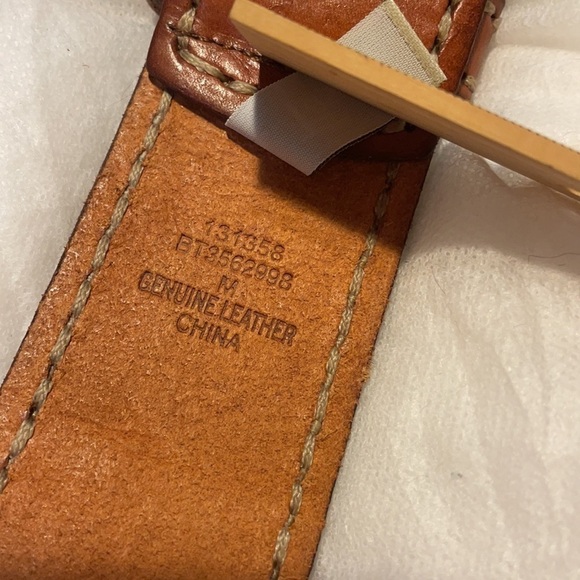 131358
BT3562998
M
GENUINE LEATHER
CHINA